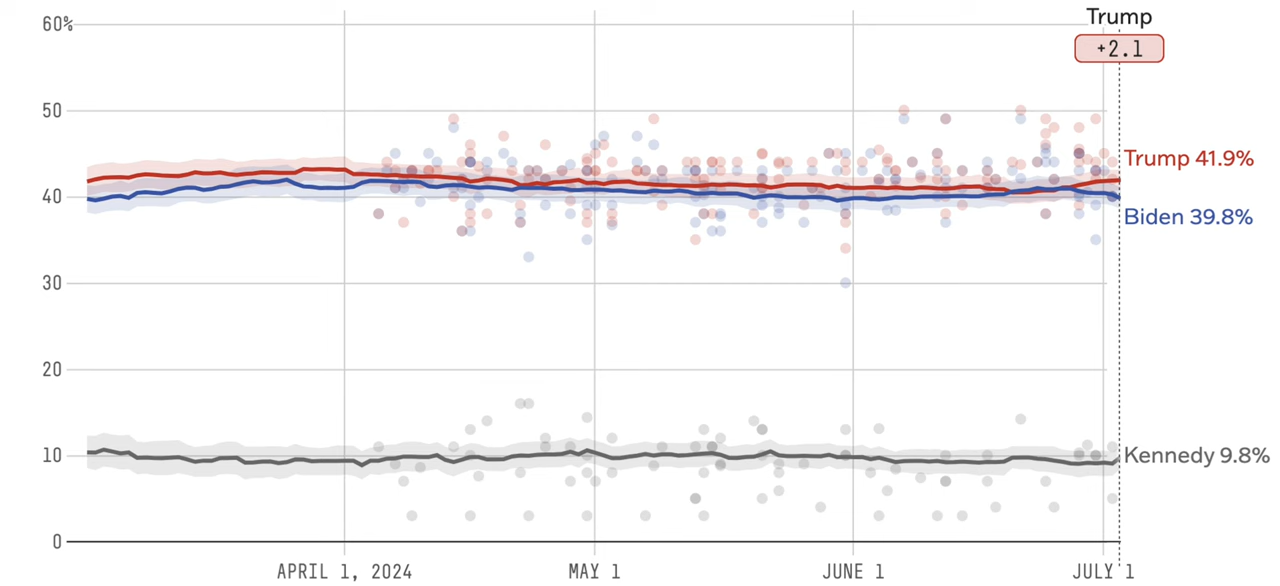 Trump
+2.1
60%
50
40
30
20
10
0
Trump 41.9%
Biden 39.8%
Kennedy 9.8%
APRIL 1, 2024
MAY 1
JUNE 1
JULY 1